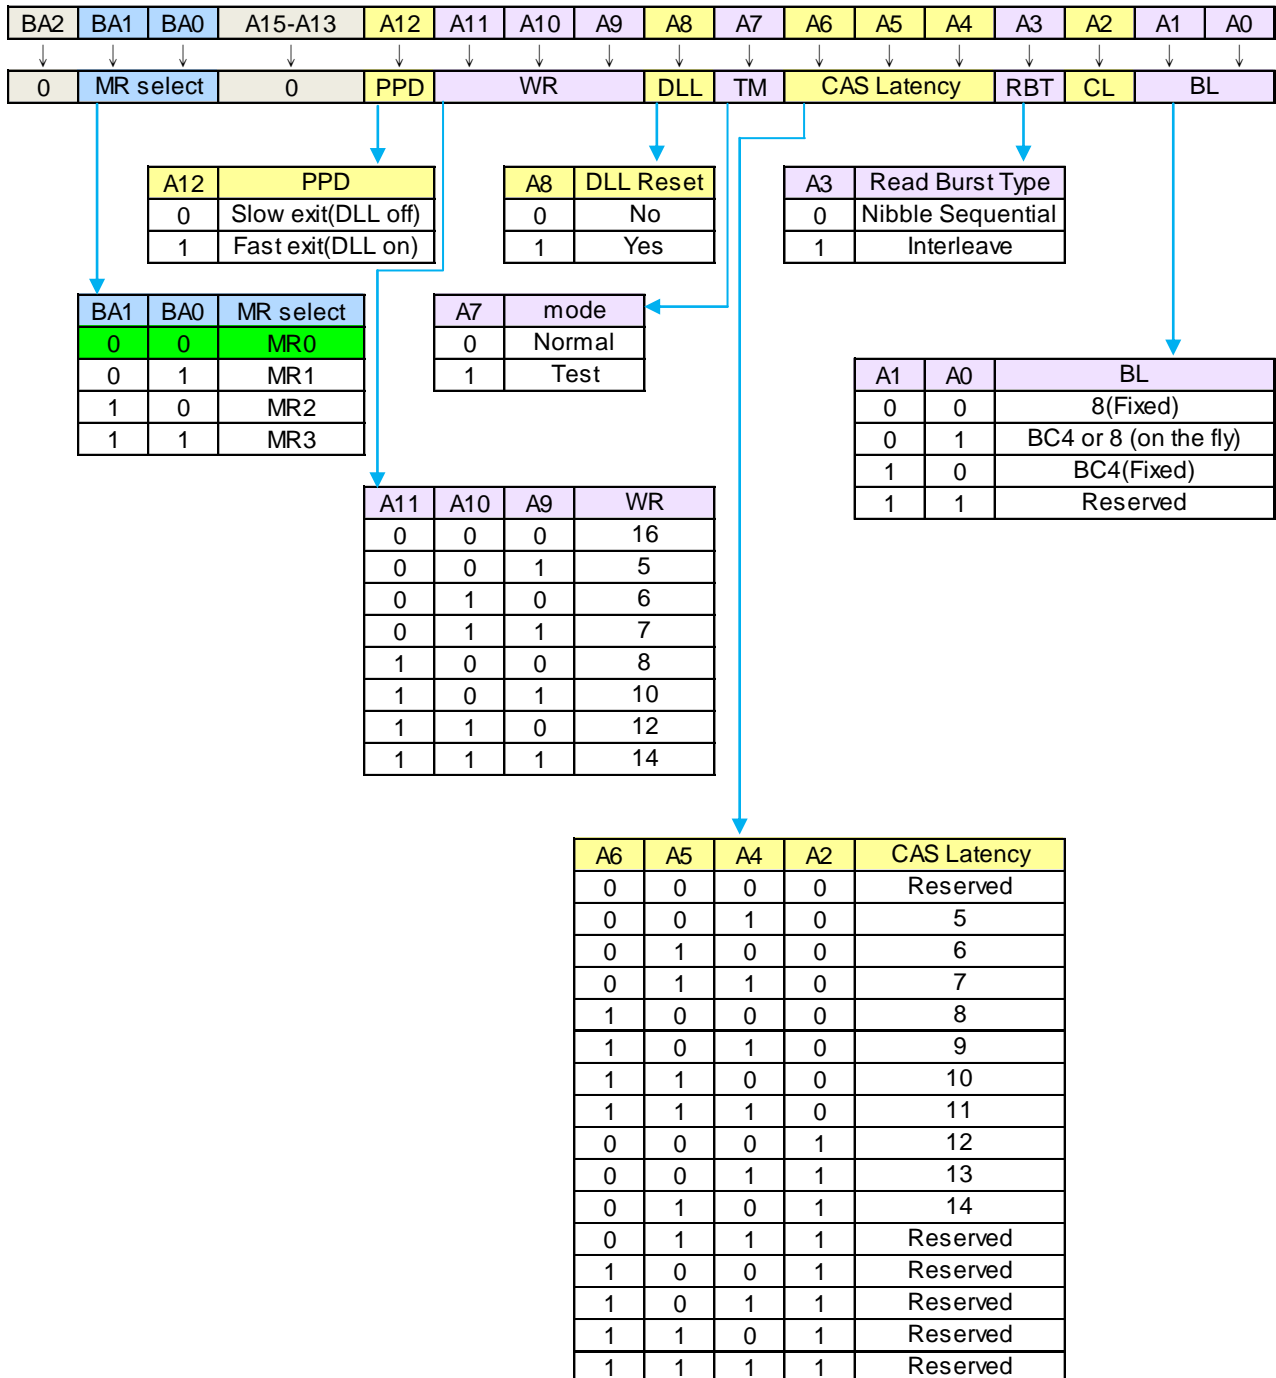 BA2 BA1 BA0 A15-A13 A12 A11 A10 A9 A8 A7 A6 A5 A4 A3 A2 A1 A0
0 MR select 0 PPD WR DLL TM CAS Latency RBT CL BL
A12 PPD
0 Slow exit(DLL off)
1 Fast exit(DLL on)
A8 DLL Reset
0 No
1 Yes
A3 Read Burst Type
0 Nibble Sequential
1 Interleave
BA1 BA0 MR select
0 0 MR0
0 1 MR1
1 0 MR2
1 1 MR3
A7 mode
0 Normal
1 Test
A1 A0 BL
0 0 8(Fixed)
0 1 BC4 or 8 (on the fly)
1 0 BC4(Fixed)
1 1 Reserved
A11 A10 A9 WR
0 0 0 16
0 0 1 5
0 1 0 6
0 1 1 7
1 0 0 8
1 0 1 10
1 1 0 12
1 1 1 14
A6 A5 A4 A2 CAS Latency
0 0 0 0 Reserved
0 0 1 0 5
0 1 0 0 6
0 1 1 0 7
1 0 0 0 8
1 0 1 0 9
1 1 0 0 10
1 1 1 0 11
0 0 0 1 12
0 0 1 1 13
0 1 0 1 14
0 1 1 1 Reserved
1 0 0 1 Reserved
1 0 1 1 Reserved
1 1 0 1 Reserved
1 1 1 1 Reserved